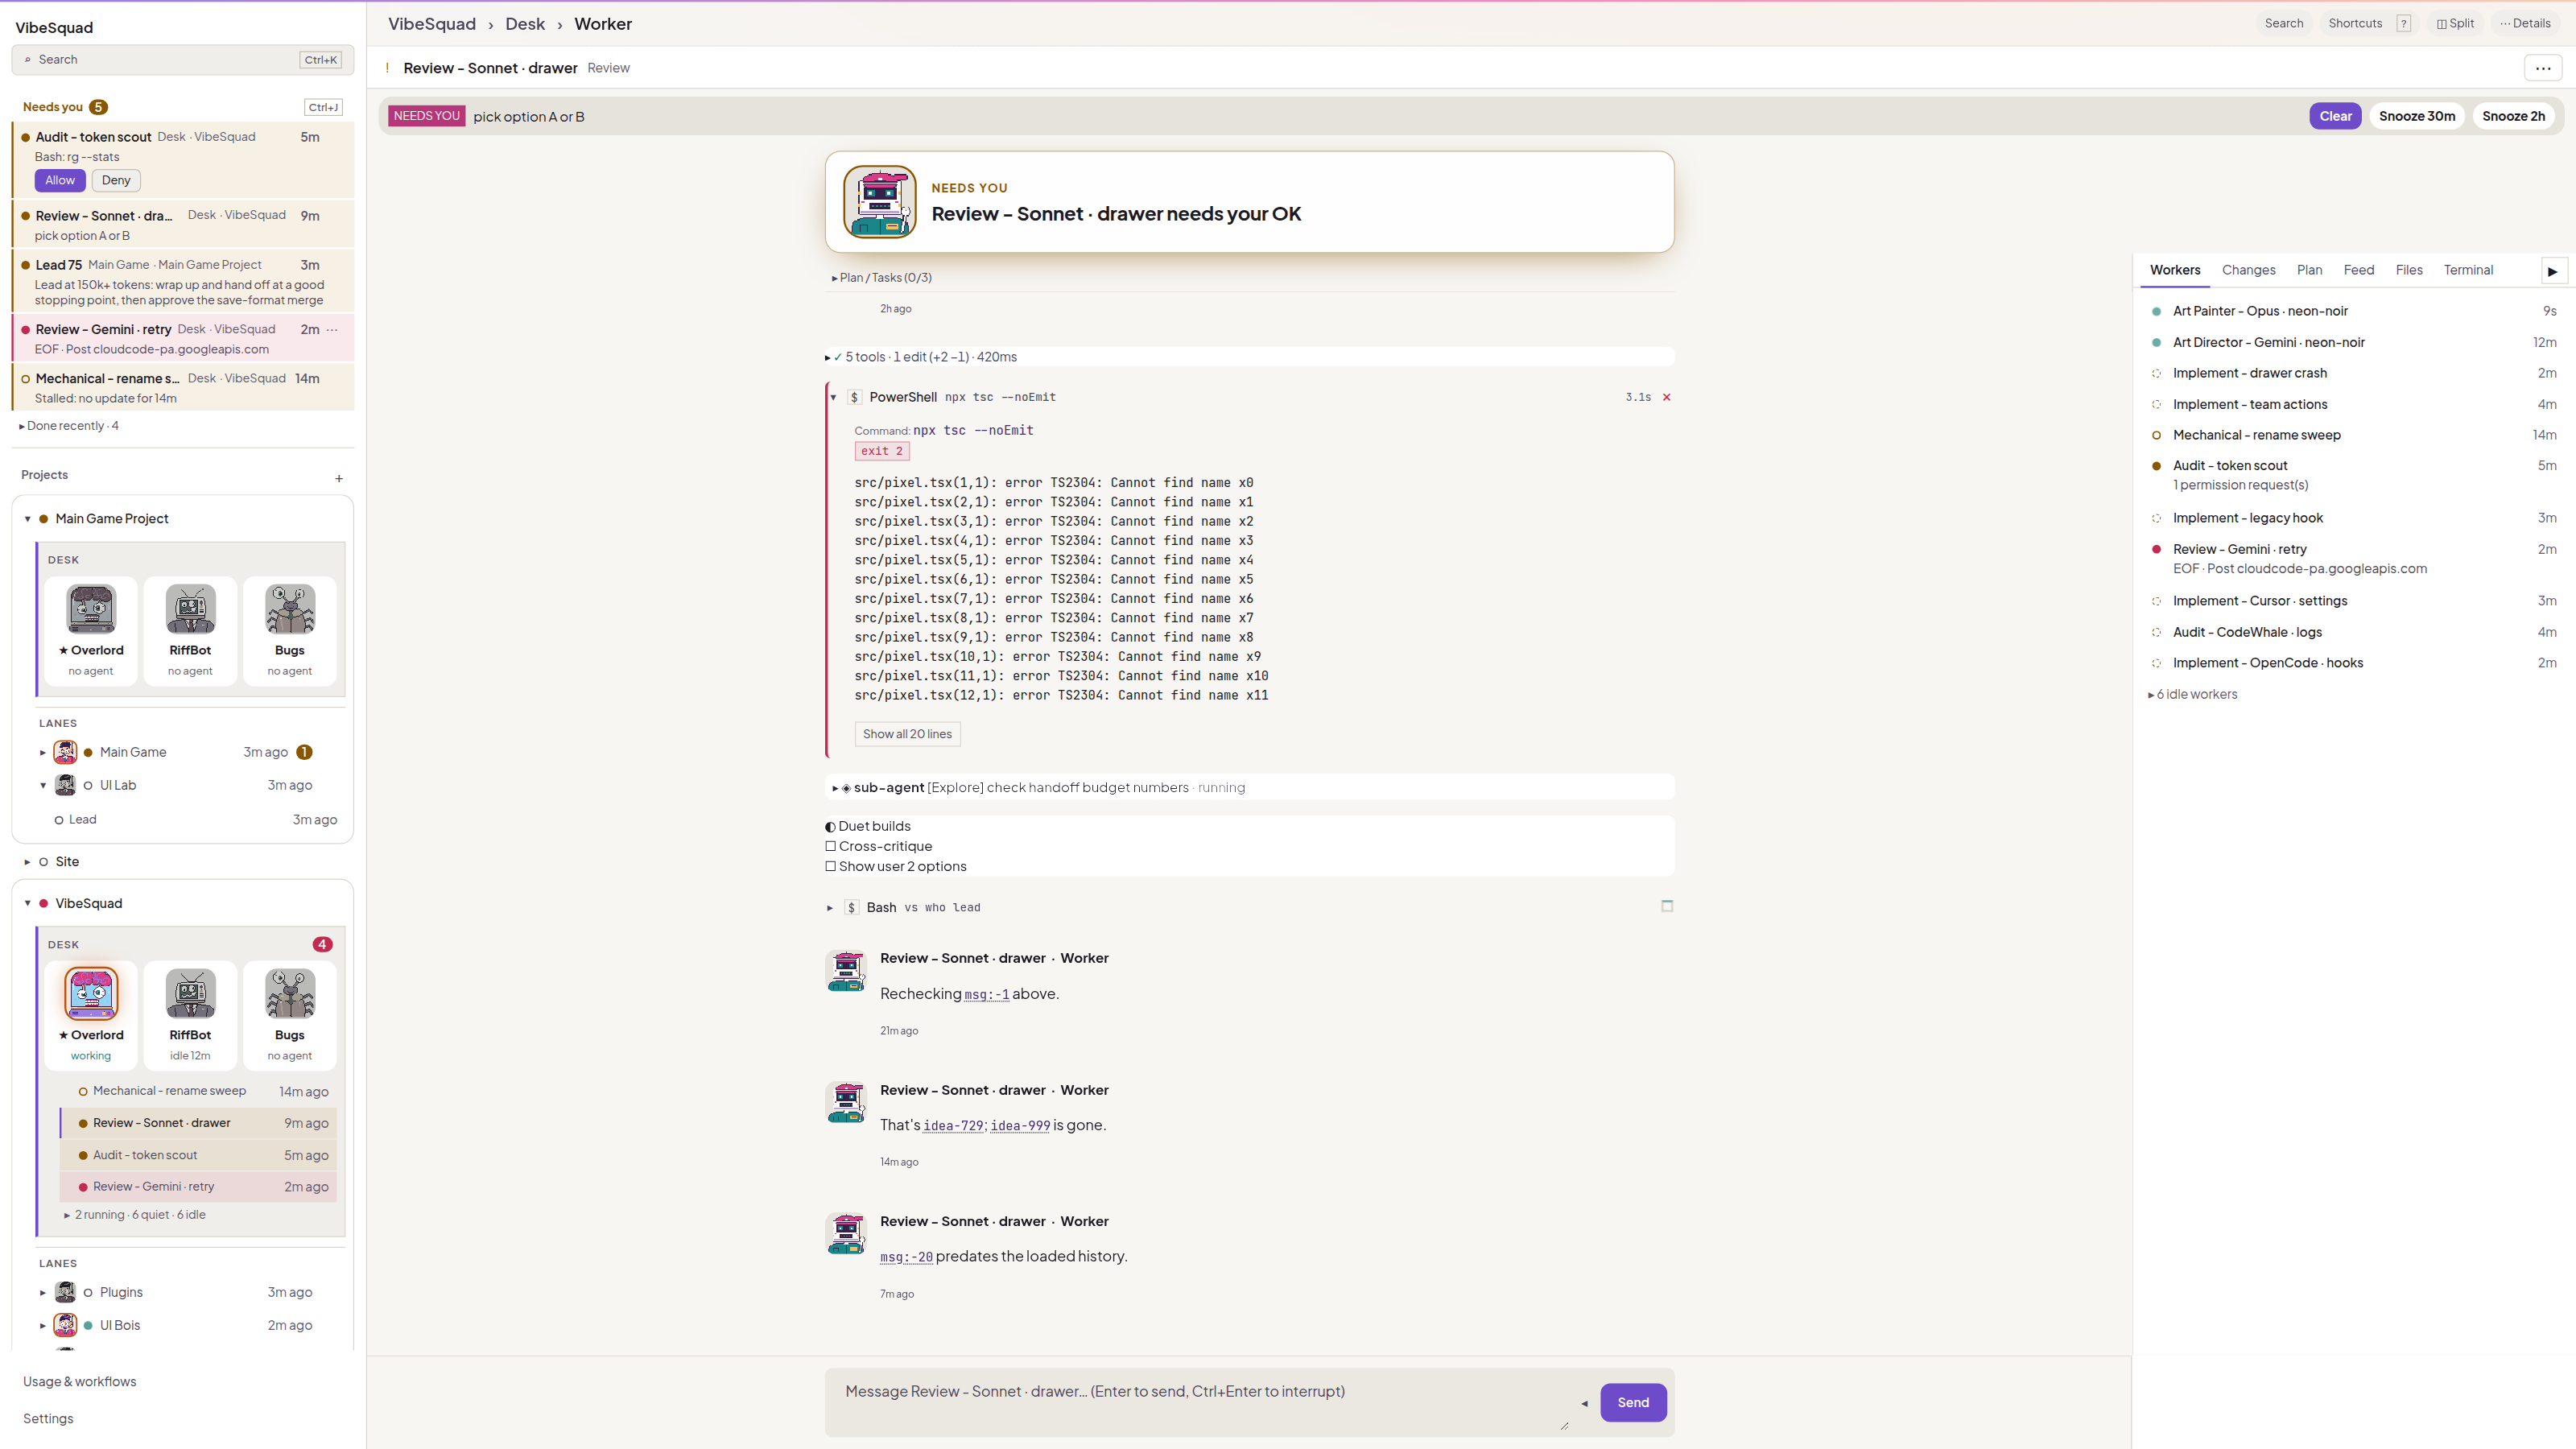 VibeSquad
Search Ctrl+K
Needs you 5 Ctrl+J
Audit - token scout Desk · VibeSquad 5m
Bash: rg --stats
Allow Deny
Review - Sonnet · dra… Desk · VibeSquad 9m
pick option A or B
Lead 75 Main Game · Main Game Project 3m
Lead at 150k+ tokens: wrap up and hand off at a good
stopping point, then approve the save-format merge
Review - Gemini · retry Desk · VibeSquad 2m ···
EOF · Post cloudcode-pa.googleapis.com
Mechanical - rename s… Desk · VibeSquad 14m
Stalled: no update for 14m
▸ Done recently · 4
Projects +
▾ Main Game Project
DESK
★ Overlord RiffBot Bugs
no agent no agent no agent
LANES
▸ Main Game 3m ago 1
▾ UI Lab 3m ago
Lead 3m ago
▸ Site
▾ VibeSquad
DESK 4
★ Overlord RiffBot Bugs
working idle 12m no agent
Mechanical - rename sweep 14m ago
Review - Sonnet · drawer 9m ago
Audit - token scout 5m ago
Review - Gemini · retry 2m ago
▸ 2 running · 6 quiet · 6 idle
LANES
▸ Plugins 3m ago
▸ UI Bois 2m ago
Usage & workflows
Settings
VibeSquad › Desk › Worker
Search Shortcuts ? Split ··· Details
! Review - Sonnet · drawer Review ···
NEEDS YOU pick option A or B Clear Snooze 30m Snooze 2h
NEEDS YOU
Review - Sonnet · drawer needs your OK
▸ Plan / Tasks (0/3)
2h ago
▸ ✓ 5 tools · 1 edit (+2 −1) · 420ms
▾ $ PowerShell npx tsc --noEmit 3.1s ✕
Command: npx tsc --noEmit
exit 2
src/pixel.tsx(1,1): error TS2304: Cannot find name x0
src/pixel.tsx(2,1): error TS2304: Cannot find name x1
src/pixel.tsx(3,1): error TS2304: Cannot find name x2
src/pixel.tsx(4,1): error TS2304: Cannot find name x3
src/pixel.tsx(5,1): error TS2304: Cannot find name x4
src/pixel.tsx(6,1): error TS2304: Cannot find name x5
src/pixel.tsx(7,1): error TS2304: Cannot find name x6
src/pixel.tsx(8,1): error TS2304: Cannot find name x7
src/pixel.tsx(9,1): error TS2304: Cannot find name x8
src/pixel.tsx(10,1): error TS2304: Cannot find name x9
src/pixel.tsx(11,1): error TS2304: Cannot find name x10
src/pixel.tsx(12,1): error TS2304: Cannot find name x11
Show all 20 lines
▸ ◈ sub-agent [Explore] check handoff budget numbers · running
◐ Duet builds
☐ Cross-critique
☐ Show user 2 options
▸ $ Bash vs who lead
Review - Sonnet · drawer · Worker
Rechecking msg:-1 above.
21m ago
Review - Sonnet · drawer · Worker
That's idea-729; idea-999 is gone.
14m ago
Review - Sonnet · drawer · Worker
msg:-20 predates the loaded history.
7m ago
Message Review - Sonnet · drawer… (Enter to send, Ctrl+Enter to interrupt) ◂ Send
Workers Changes Plan Feed Files Terminal ▶
Art Painter - Opus · neon-noir 9s
Art Director - Gemini · neon-noir 12m
Implement - drawer crash 2m
Implement - team actions 4m
Mechanical - rename sweep 14m
Audit - token scout 5m
1 permission request(s)
Implement - legacy hook 3m
Review - Gemini · retry 2m
EOF · Post cloudcode-pa.googleapis.com
Implement - Cursor · settings 3m
Audit - CodeWhale · logs 4m
Implement - OpenCode · hooks 2m
▸ 6 idle workers